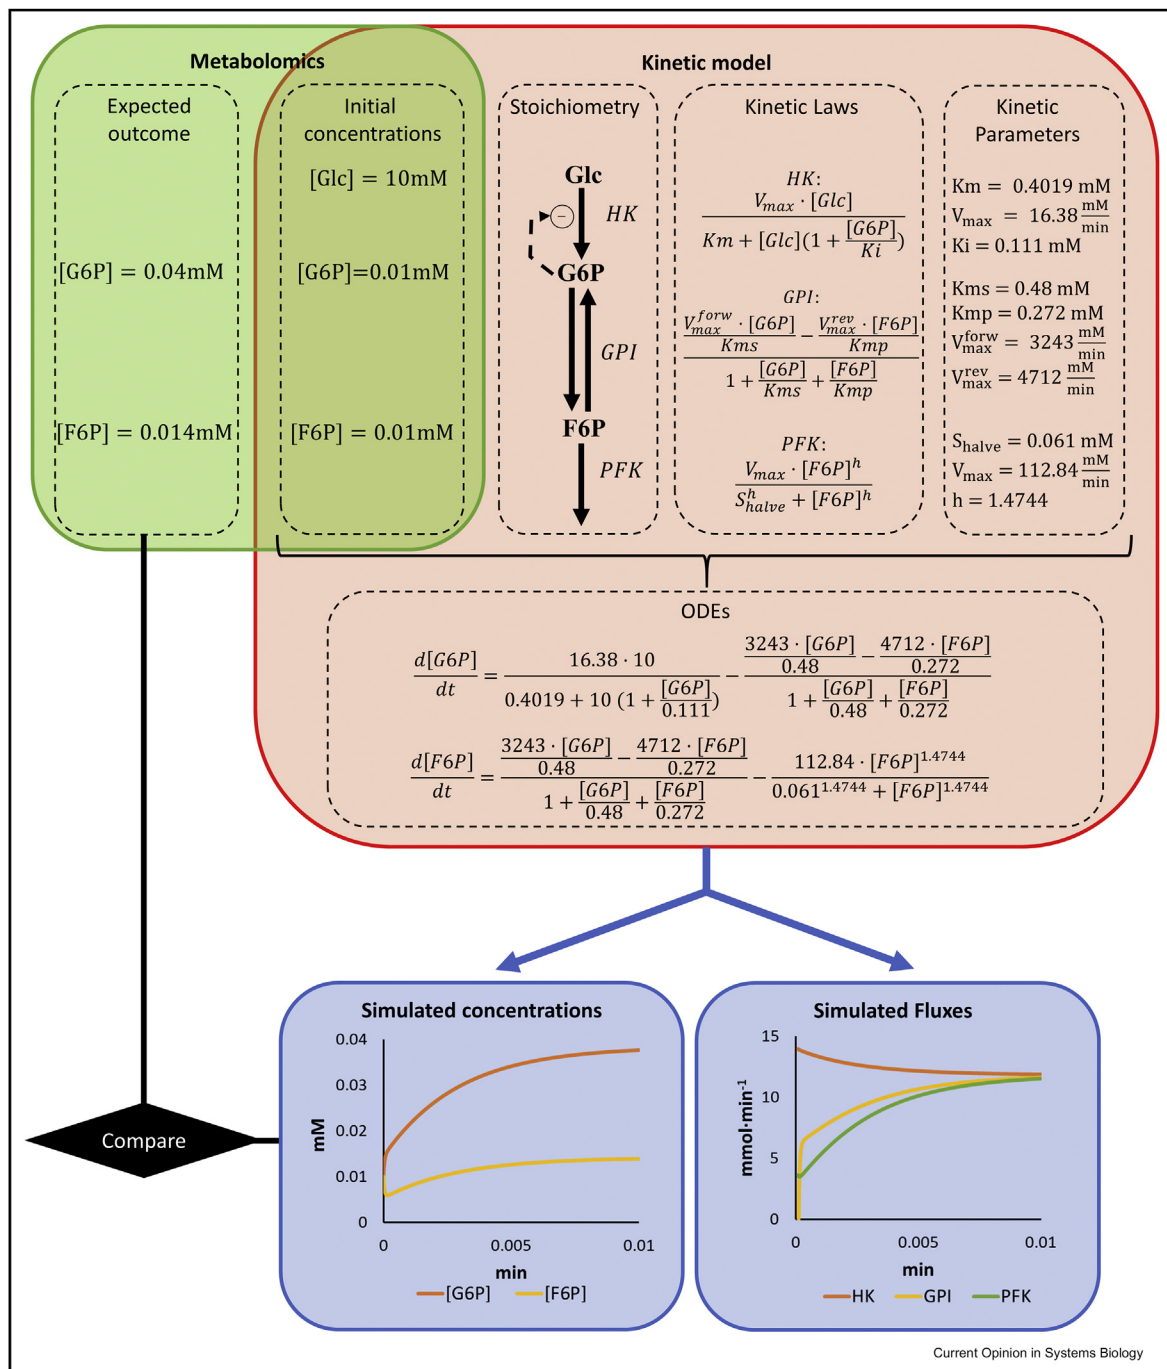 Metabolomics
Kinetic model
Expected
outcome
[G6P] = 0.04mM
[F6P] = 0.014mM
Initial
concentrations
[Glc] = 10mM
[G6P]=0.01mM
[F6P] = 0.01mM
Stoichiometry
Glc
HK
−
G6P
GPI
F6P
PFK
Kinetic Laws
HK:
V_max · [Glc]
Km + [Glc](1 + [G6P]/Ki)
GPI:
V_max^forw · [G6P]/Kms − V_max^rev · [F6P]/Kmp
1 + [G6P]/Kms + [F6P]/Kmp
PFK:
V_max · [F6P]^h
S_halve^h + [F6P]^h
Kinetic
Parameters
Km = 0.4019 mM
V_max = 16.38 mM/min
Ki = 0.111 mM
Kms = 0.48 mM
Kmp = 0.272 mM
V_max^forw = 3243 mM/min
V_max^rev = 4712 mM/min
S_halve = 0.061 mM
V_max = 112.84 mM/min
h = 1.4744
ODEs
d[G6P]/dt = 16.38 · 10 / (0.4019 + 10 (1 + [G6P]/0.111)) − (3243 · [G6P]/0.48 − 4712 · [F6P]/0.272) / (1 + [G6P]/0.48 + [F6P]/0.272)
d[F6P]/dt = (3243 · [G6P]/0.48 − 4712 · [F6P]/0.272) / (1 + [G6P]/0.48 + [F6P]/0.272) − 112.84 · [F6P]^1.4744 / (0.061^1.4744 + [F6P]^1.4744)
Compare
Simulated concentrations
0.04
0.03
0.02
0.01
0
mM
0 0.005 0.01
min
[G6P] [F6P]
Simulated Fluxes
15
10
5
0
mmol·min⁻¹
0 0.005 0.01
min
HK GPI PFK
Current Opinion in Systems Biology